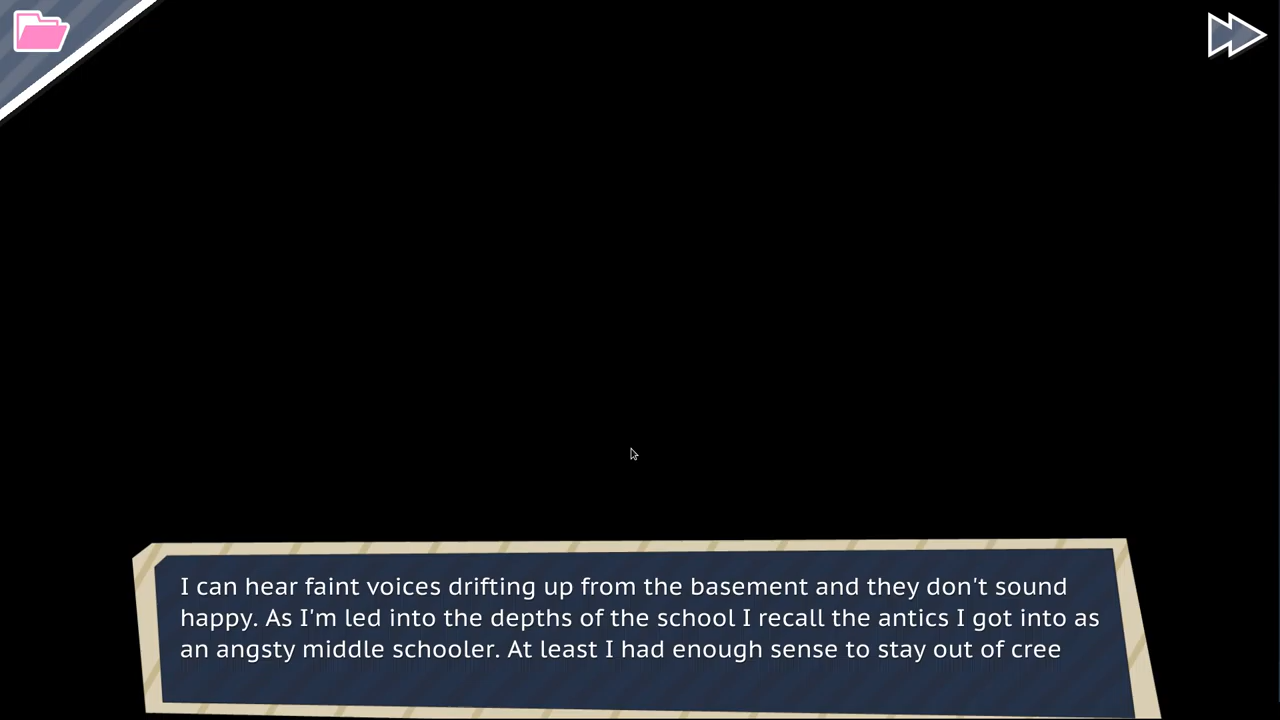 I can hear faint voices drifting up from the basement and they don't sound
happy. As I'm led into the depths of the school I recall the antics I got into as
an angsty middle schooler. At least I had enough sense to stay out of cree